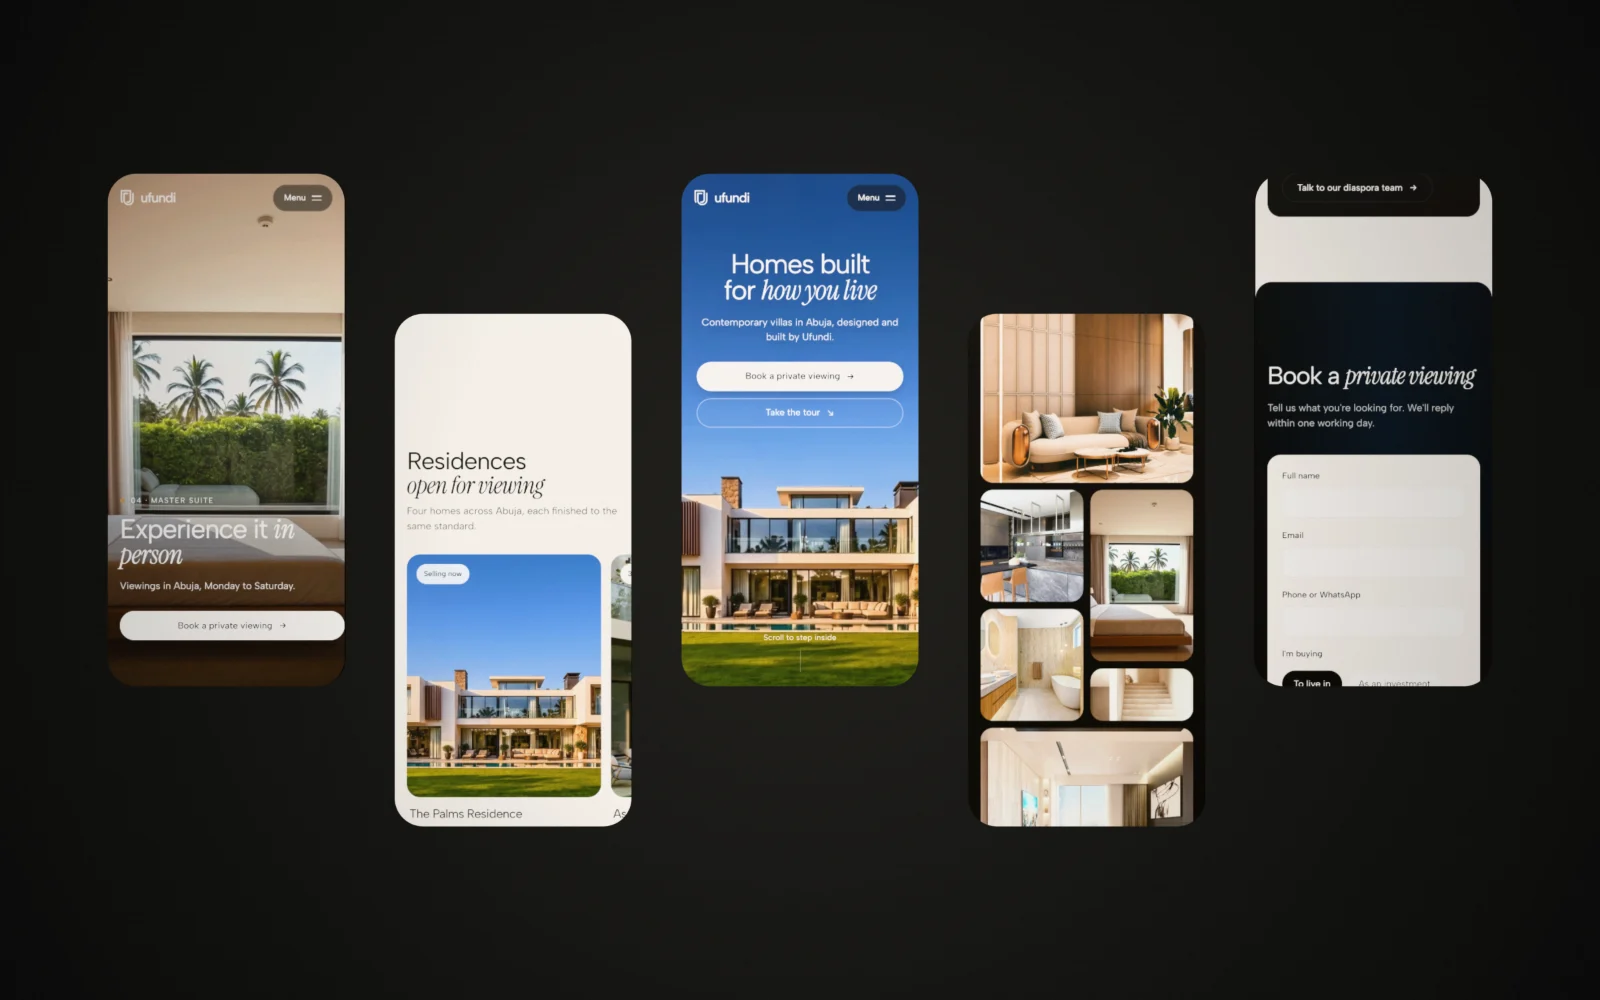 ufundi
Menu
04 · MASTER SUITE
Experience it in
person
Viewings in Abuja, Monday to Saturday.
Book a private viewing →
Residences
open for viewing
Four homes across Abuja, each finished to the
same standard.
Selling now
The Palms Residence
As
ufundi
Menu
Homes built
for how you live
Contemporary villas in Abuja, designed and
built by Ufundi.
Book a private viewing →
Take the tour ↘
Scroll to step inside
Talk to our diaspora team →
Book a private viewing
Tell us what you're looking for. We'll reply
within one working day.
Full name
Email
Phone or WhatsApp
I'm buying
To live in
As an investment